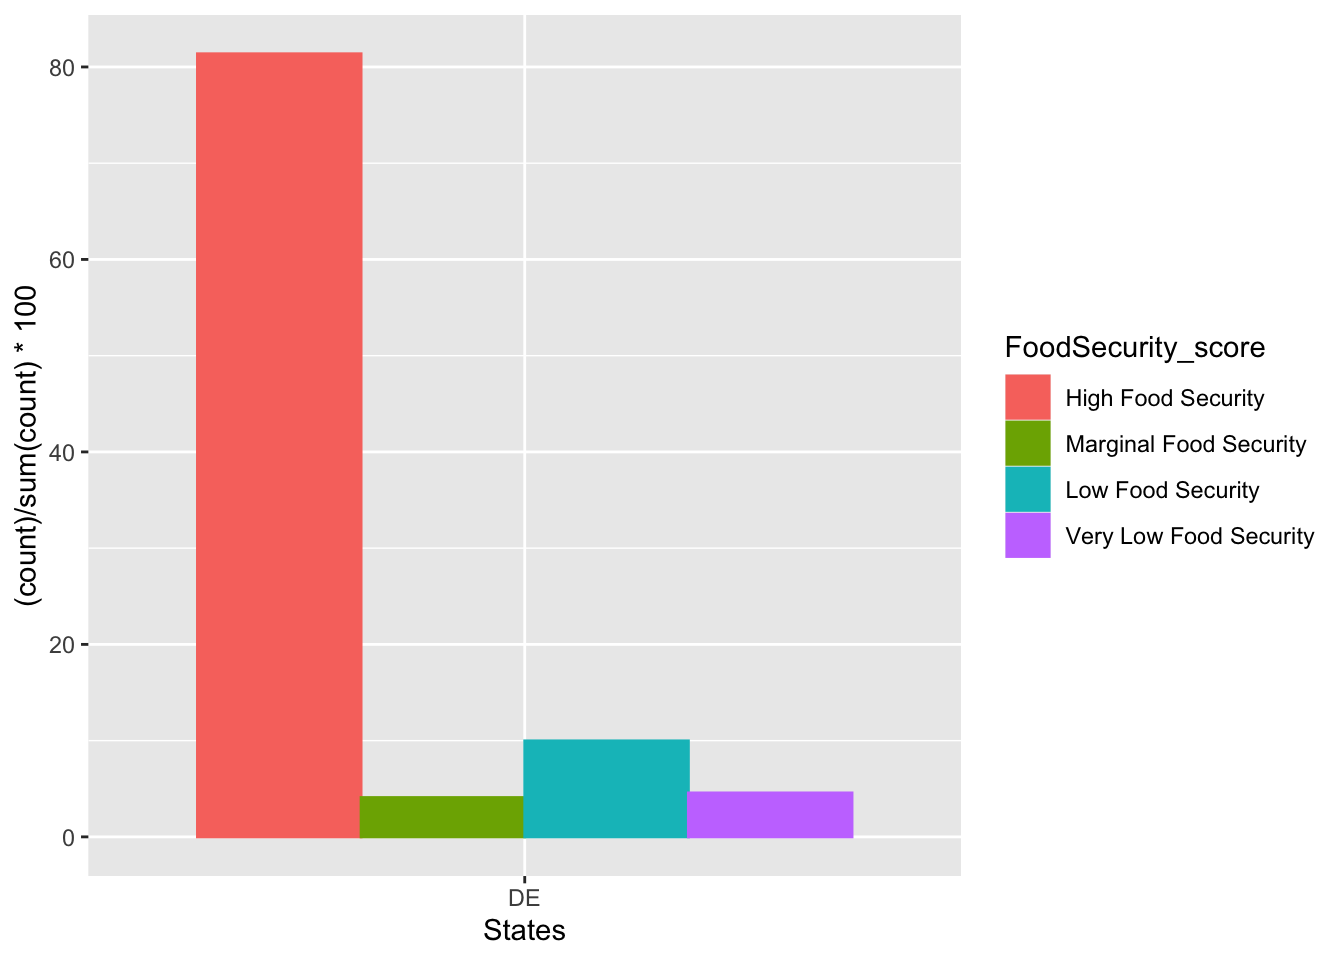 (count)/sum(count) * 100
80
60
40
20
0
DE
States
FoodSecurity_score
High Food Security
Marginal Food Security
Low Food Security
Very Low Food Security